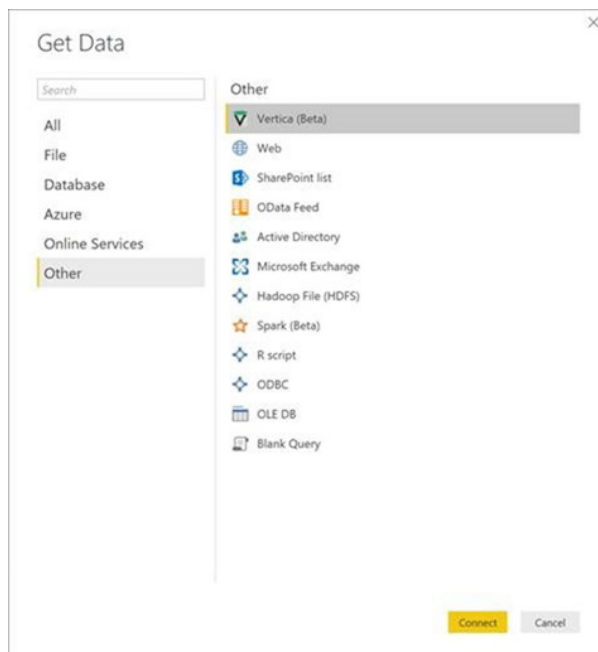 Get Data
Search
All
File
Database
Azure
Online Services
Other
Other
Vertica (Beta)
Web
SharePoint list
OData Feed
Active Directory
Microsoft Exchange
Hadoop File (HDFS)
Spark (Beta)
R script
ODBC
OLE DB
Blank Query
Connect
Cancel